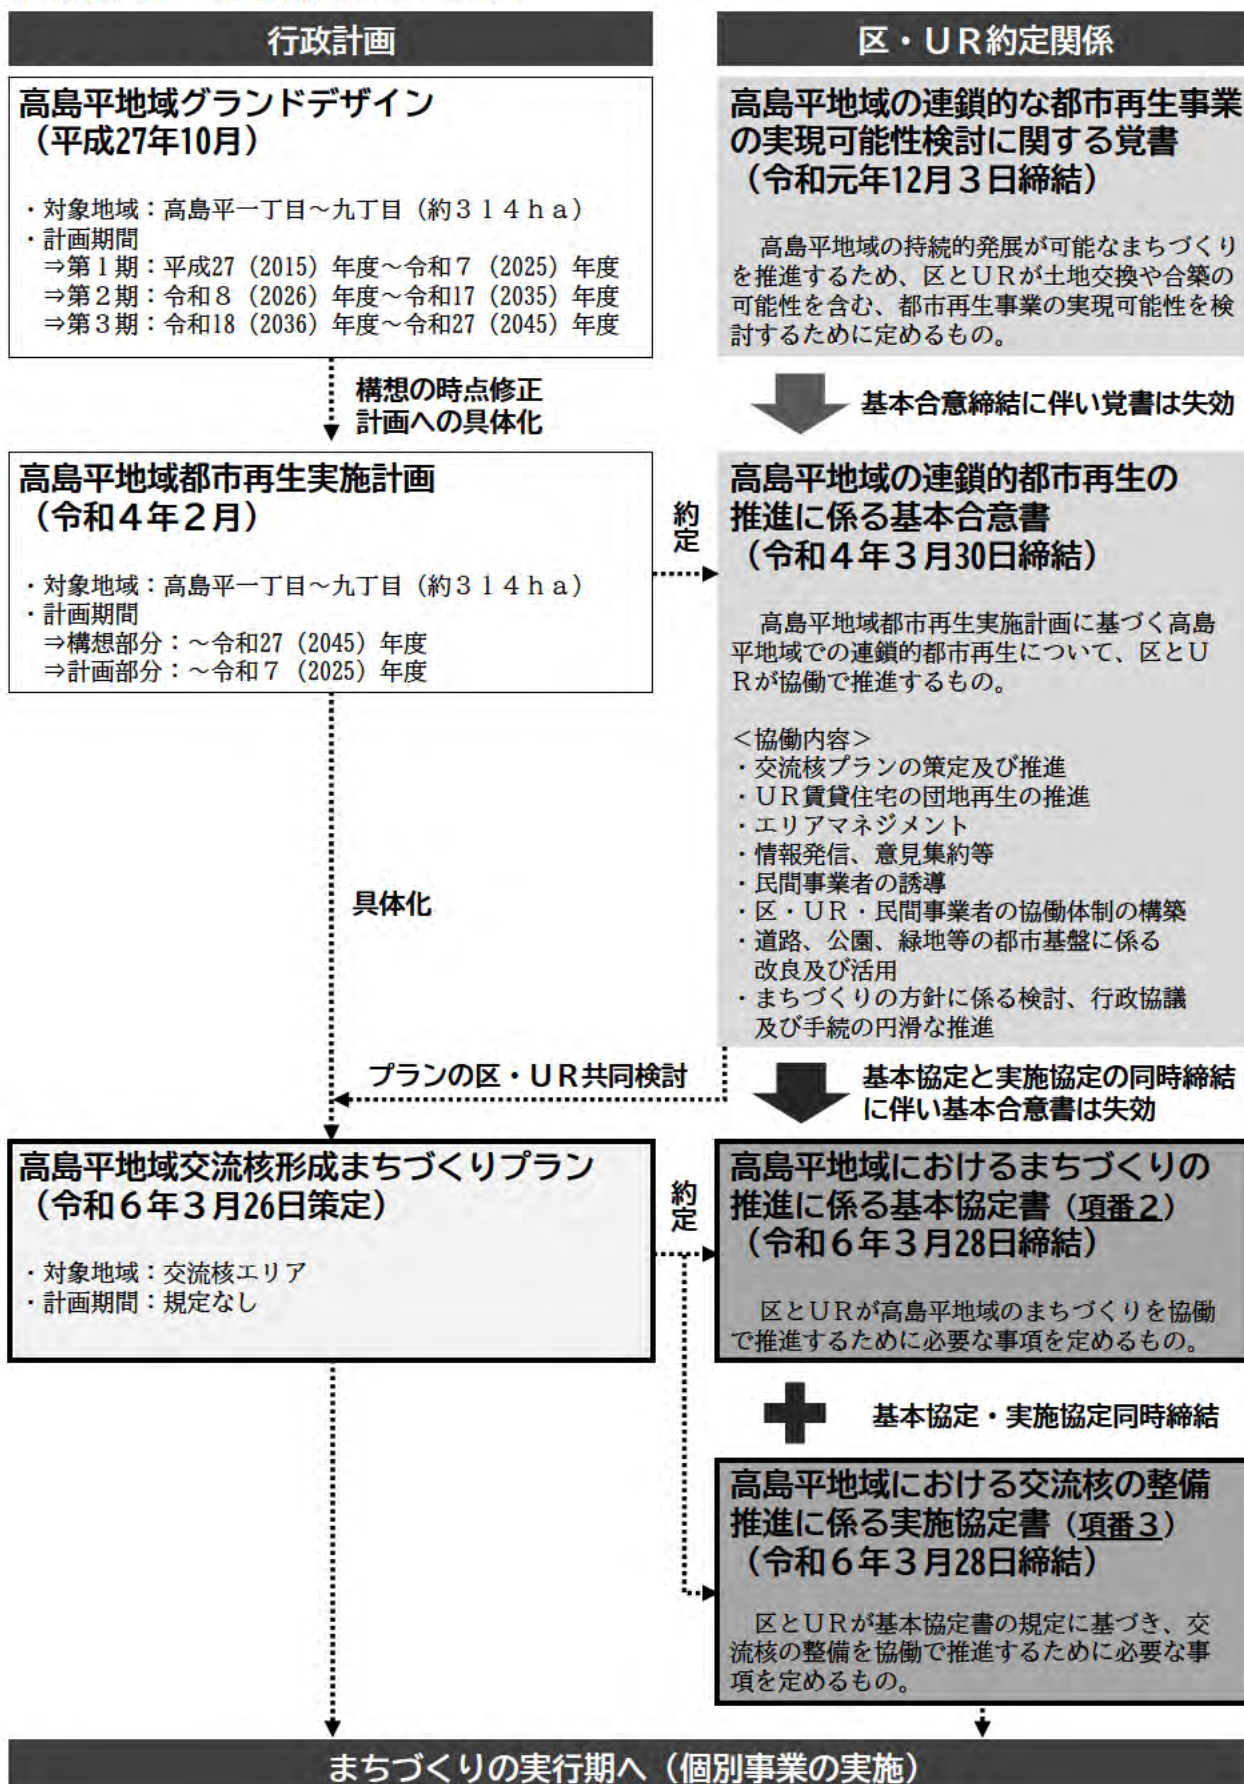 行政計画
高島平地域グランドデザイン
（平成27年10月）
・対象地域：高島平一丁目～九丁目（約３１４ｈａ）
・計画期間
⇒第１期：平成27（2015）年度～令和７（2025）年度
⇒第２期：令和８（2026）年度～令和17（2035）年度
⇒第３期：令和18（2036）年度～令和27（2045）年度
構想の時点修正
計画への具体化
高島平地域都市再生実施計画
（令和４年２月）
・対象地域：高島平一丁目～九丁目（約３１４ｈａ）
・計画期間
⇒構想部分：～令和27（2045）年度
⇒計画部分：～令和７（2025）年度
約定
具体化
プランの区・ＵＲ共同検討
高島平地域交流核形成まちづくりプラン
（令和６年３月26日策定）
・対象地域：交流核エリア
・計画期間：規定なし
約定
区・ＵＲ約定関係
高島平地域の連鎖的な都市再生事業
の実現可能性検討に関する覚書
（令和元年12月３日締結）
高島平地域の持続的発展が可能なまちづくり
を推進するため、区とＵＲが土地交換や合築の
可能性を含む、都市再生事業の実現可能性を検
討するために定めるもの。
基本合意締結に伴い覚書は失効
高島平地域の連鎖的都市再生の
推進に係る基本合意書
（令和４年３月30日締結）
高島平地域都市再生実施計画に基づく高島
平地域での連鎖的都市再生について、区とＵ
Ｒが協働で推進するもの。
＜協働内容＞
・交流核プランの策定及び推進
・ＵＲ賃貸住宅の団地再生の推進
・エリアマネジメント
・情報発信、意見集約等
・民間事業者の誘導
・区・ＵＲ・民間事業者の協働体制の構築
・道路、公園、緑地等の都市基盤に係る
改良及び活用
・まちづくりの方針に係る検討、行政協議
及び手続の円滑な推進
基本協定と実施協定の同時締結
に伴い基本合意書は失効
高島平地域におけるまちづくりの
推進に係る基本協定書（項番２）
（令和６年３月28日締結）
区とＵＲが高島平地域のまちづくりを協働
で推進するために必要な事項を定めるもの。
基本協定・実施協定同時締結
高島平地域における交流核の整備
推進に係る実施協定書（項番３）
（令和６年３月28日締結）
区とＵＲが基本協定書の規定に基づき、交
流核の整備を協働で推進するために必要な事
項を定めるもの。
まちづくりの実行期へ（個別事業の実施）